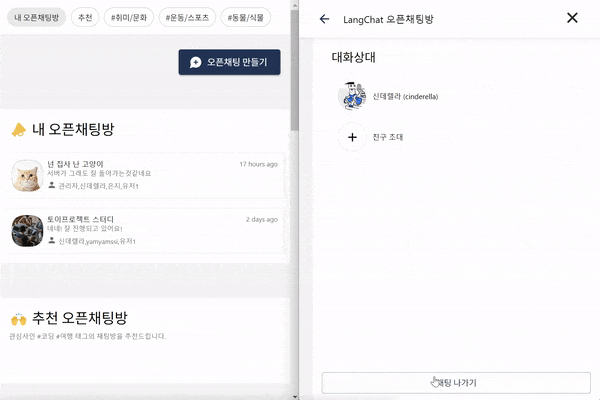 내 오픈채팅방
추천
#취미/문화
#운동/스포츠
#동물/식물
오픈채팅 만들기
내 오픈채팅방
넌 집사 난 고양이
17 hours ago
서버가 그래도 잘 돌아가는것같네요
관리자,신데렐라,은지,유저1
토이프로젝트 스터디
2 days ago
네네! 잘 진행되고 있어요!
신데렐라,yamyamssi,유저1
추천 오픈채팅방
관심사인 #코딩 #여행 태그의 채팅방을 추천드립니다.
LangChat 오픈채팅방
대화상대
신데렐라 (cinderella)
친구 초대
채팅 나가기